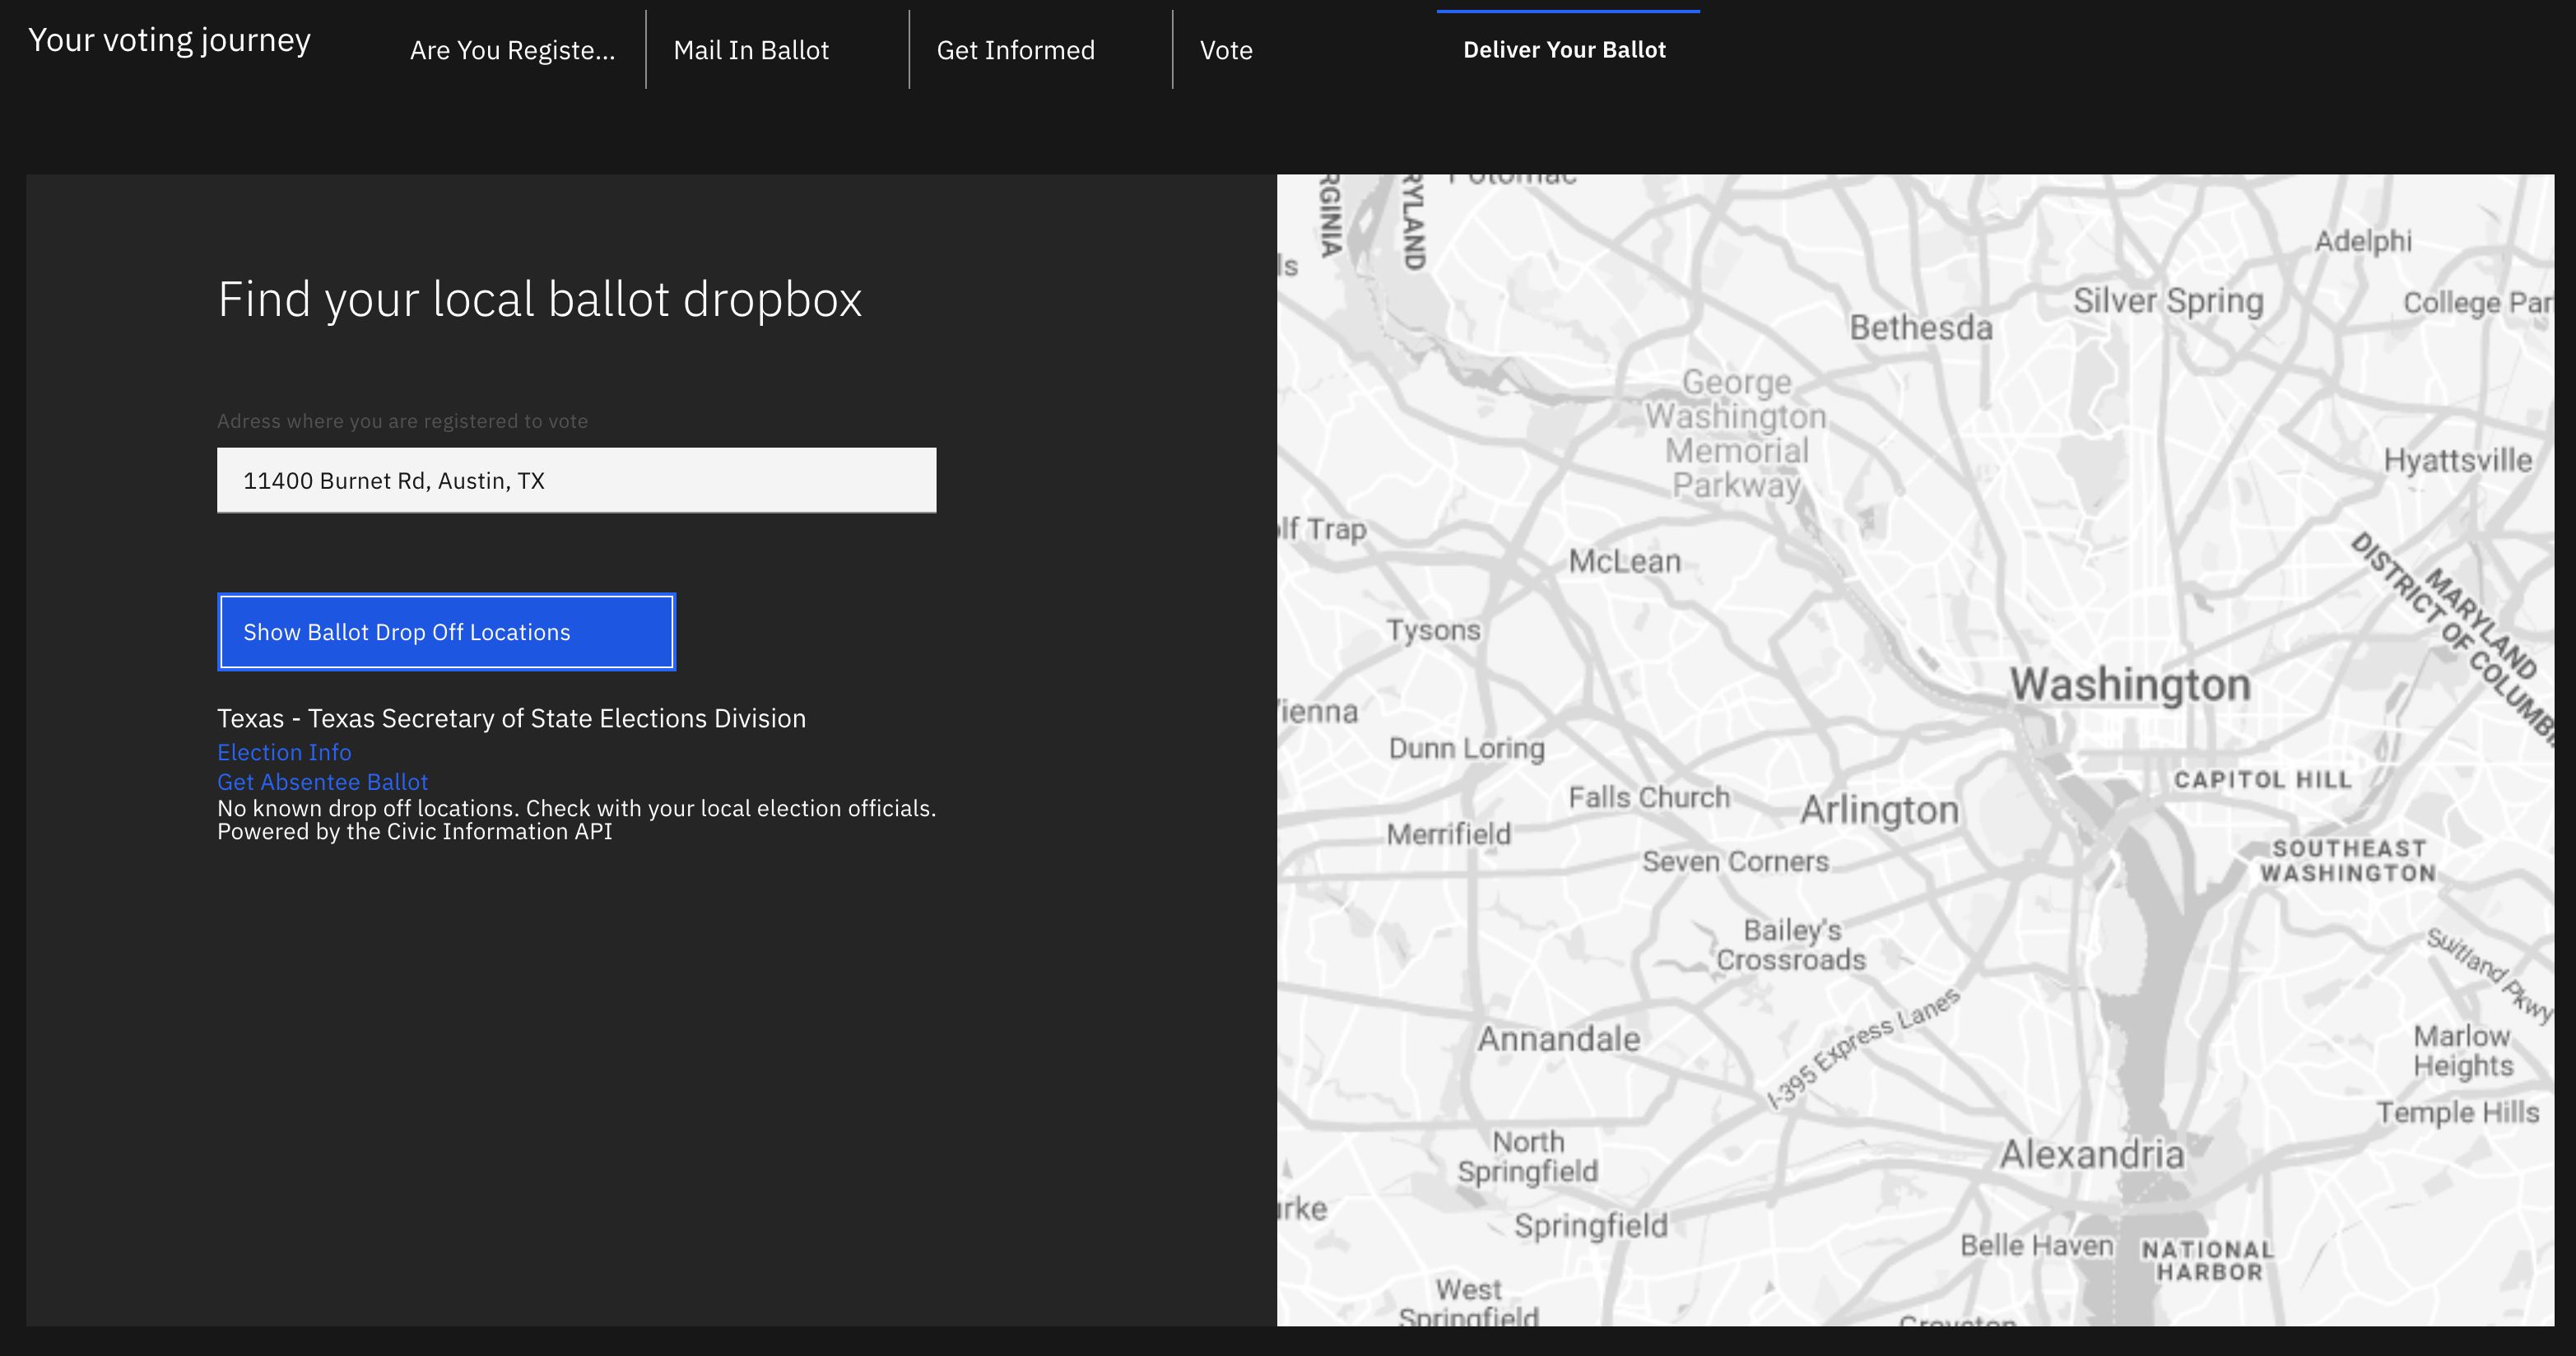 Your voting journey
Are You Registe...
Mail In Ballot
Get Informed
Vote
Deliver Your Ballot
Find your local ballot dropbox
Adress where you are registered to vote
11400 Burnet Rd, Austin, TX
Show Ballot Drop Off Locations
Texas - Texas Secretary of State Elections Division
Election Info
Get Absentee Ballot
No known drop off locations. Check with your local election officials.
Powered by the Civic Information API
RGINIA
RYLAND
Potomac
ls
Adelphi
Silver Spring
College Par
Bethesda
George
Washington
Memorial
Parkway
Hyattsville
lf Trap
McLean
MARYLAND
DISTRICT OF COLUMB
Tysons
Washington
ienna
Dunn Loring
CAPITOL HILL
Falls Church
Arlington
Merrifield
SOUTHEAST
WASHINGTON
Seven Corners
Bailey's
Crossroads
Suitland Pkwy
I-395 Express Lanes
Annandale
Marlow
Heights
Temple Hills
North
Springfield
Alexandria
rke
Springfield
Belle Haven
NATIONAL
HARBOR
West
Springfield